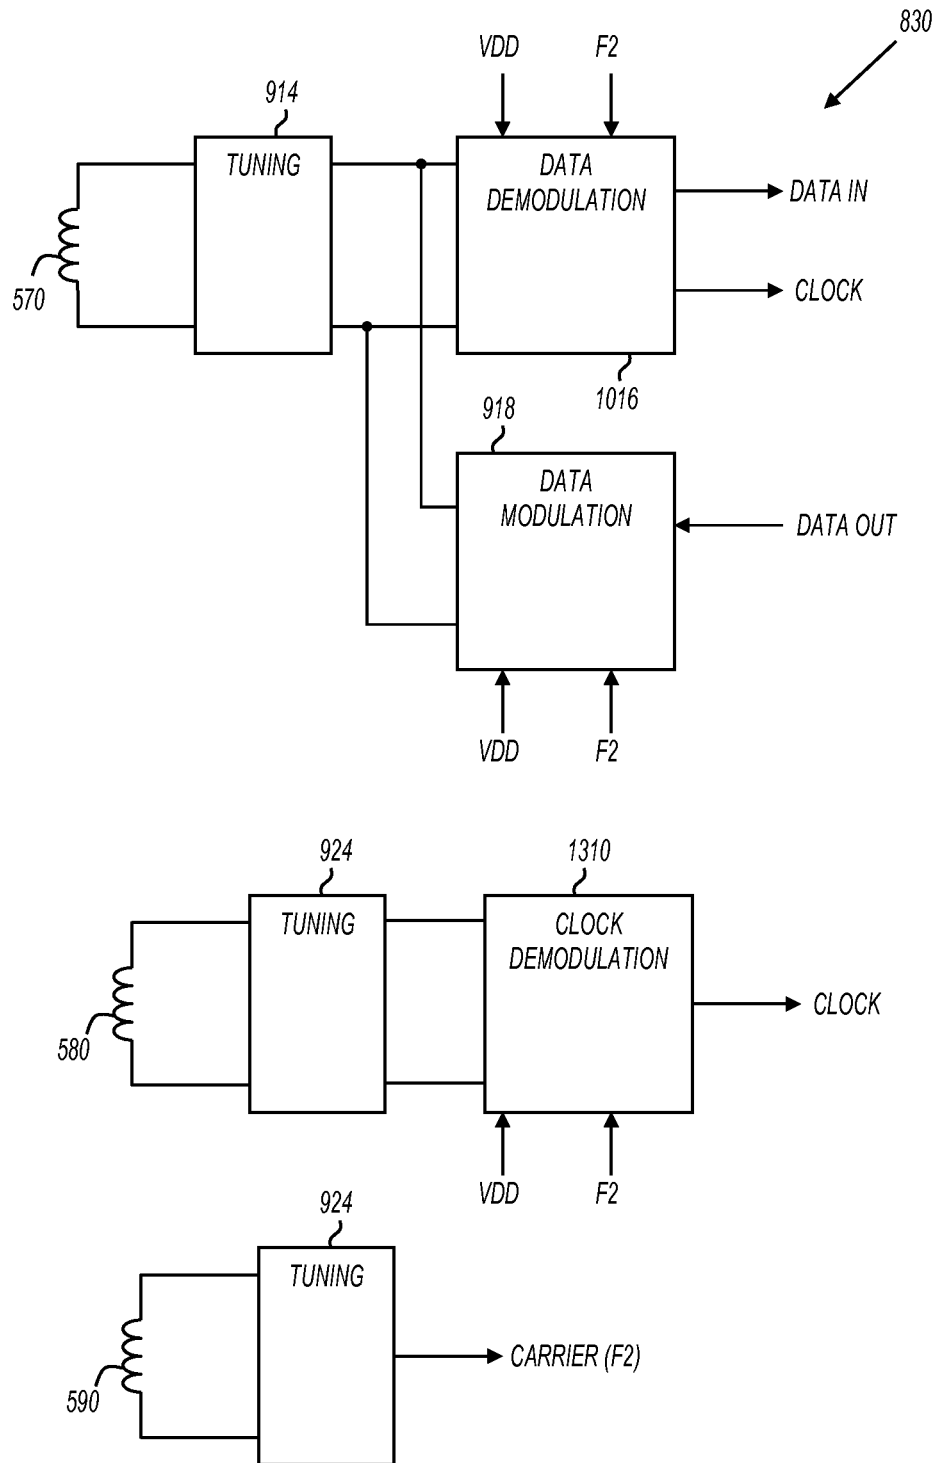 830
VDD
F2
914
TUNING
DATA
DEMODULATION
DATA IN
570
CLOCK
1016
918
DATA
MODULATION
DATA OUT
VDD
F2
924
1310
TUNING
CLOCK
DEMODULATION
CLOCK
580
VDD
F2
924
TUNING
CARRIER (F2)
590